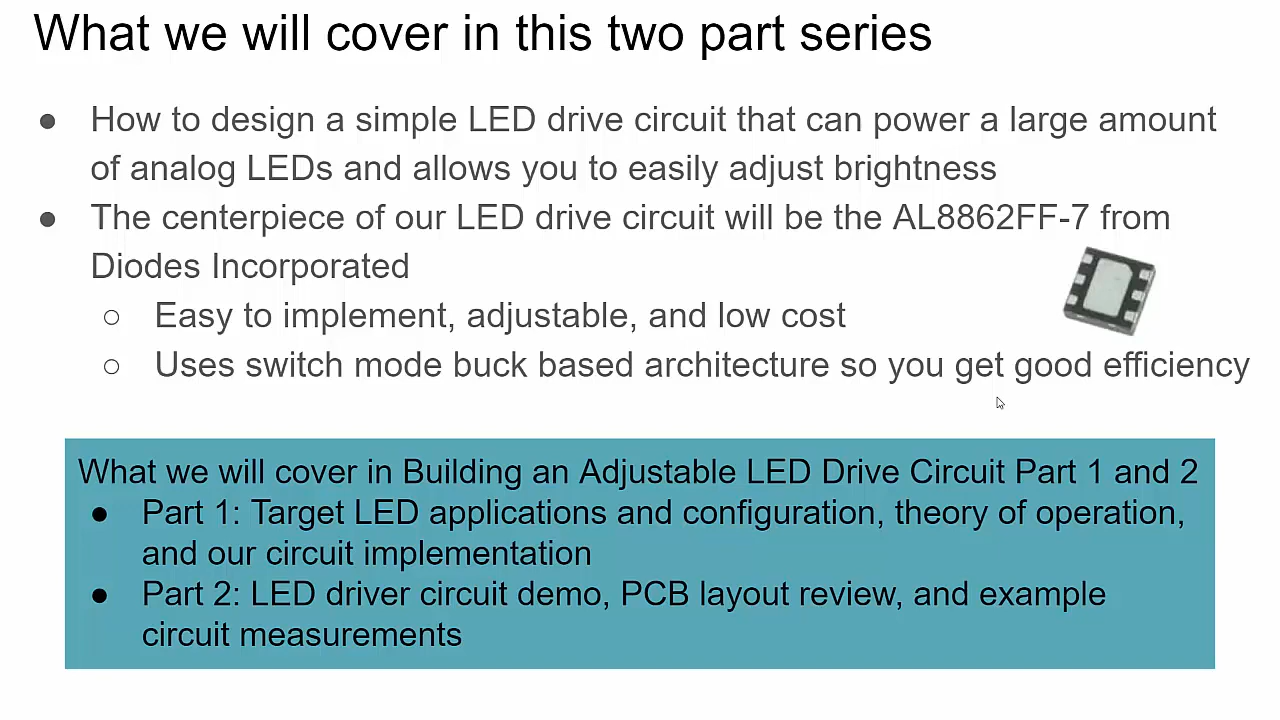 What we will cover in this two part series
● How to design a simple LED drive circuit that can power a large amount
of analog LEDs and allows you to easily adjust brightness
● The centerpiece of our LED drive circuit will be the AL8862FF-7 from
Diodes Incorporated
○ Easy to implement, adjustable, and low cost
○ Uses switch mode buck based architecture so you get good efficiency
What we will cover in Building an Adjustable LED Drive Circuit Part 1 and 2
● Part 1: Target LED applications and configuration, theory of operation,
and our circuit implementation
● Part 2: LED driver circuit demo, PCB layout review, and example
circuit measurements